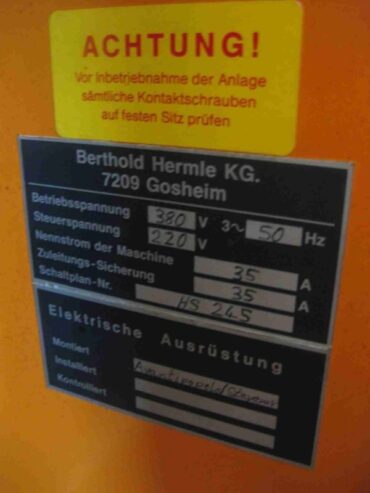 ACHTUNG!
Vor Inbetriebnahme der Anlage
sämtliche Kontaktschrauben
auf festen Sitz prüfen
Berthold Hermle KG.
7209 Gosheim
Betriebsspannung 380 V 3~ 50 Hz
Steuerspannung 220 V
Nennstrom der Maschine 35 A
Zuleitungs-Sicherung 35 A
Schaltplan-Nr. HS 245
Elektrische Ausrüstung
Montiert
Installiert
Kontrolliert